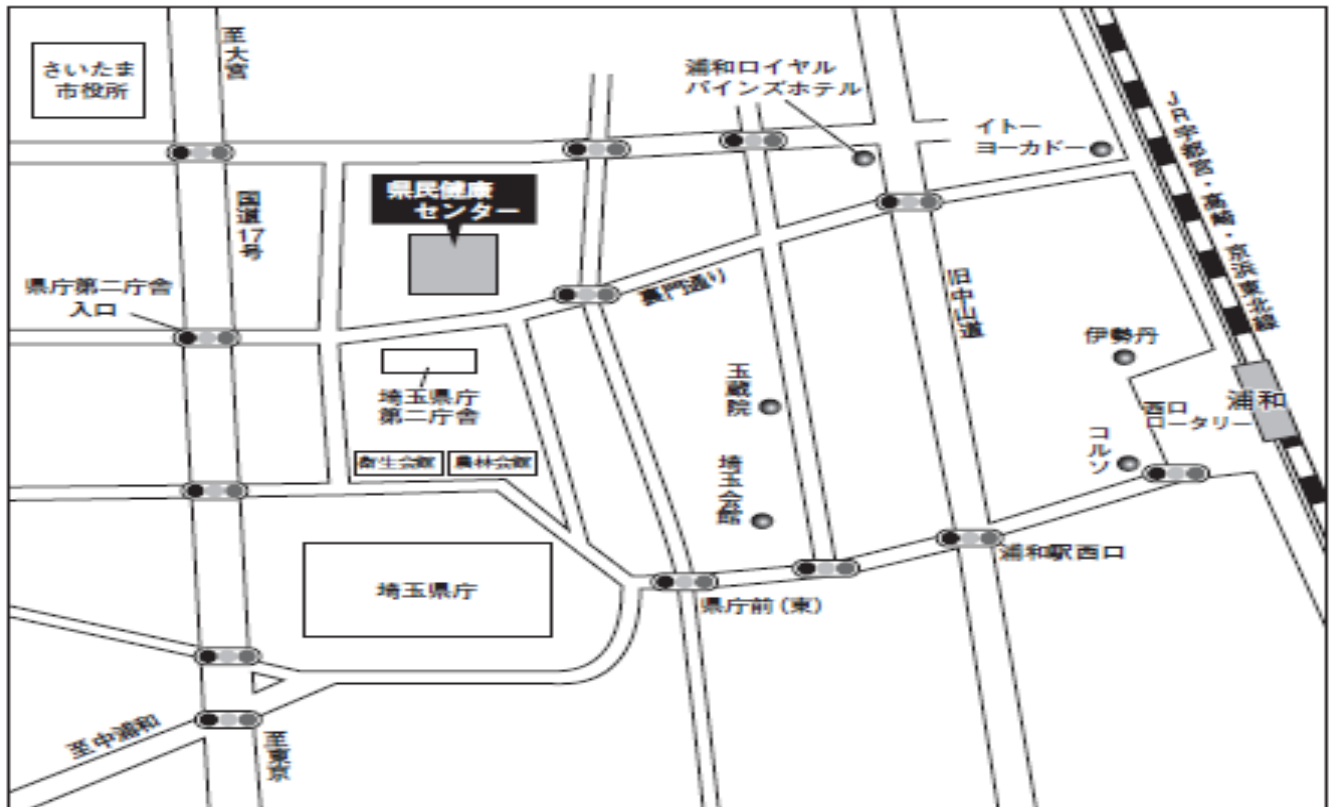 至大宮
さいたま
市役所
浦和ロイヤル
パインズホテル
イトー
ヨーカドー
JR宇都宮・高崎・京浜東北線
県民健康
センター
国道17号
県庁第二庁舎
入口
裏門通り
旧中山道
伊勢丹
埼玉県庁
第二庁舎
玉蔵院
西口
ロータリー
浦和
コルソ
衛生会館
農林会館
埼玉会館
浦和駅西口
埼玉県庁
県庁前(東)
至中浦和
至東京